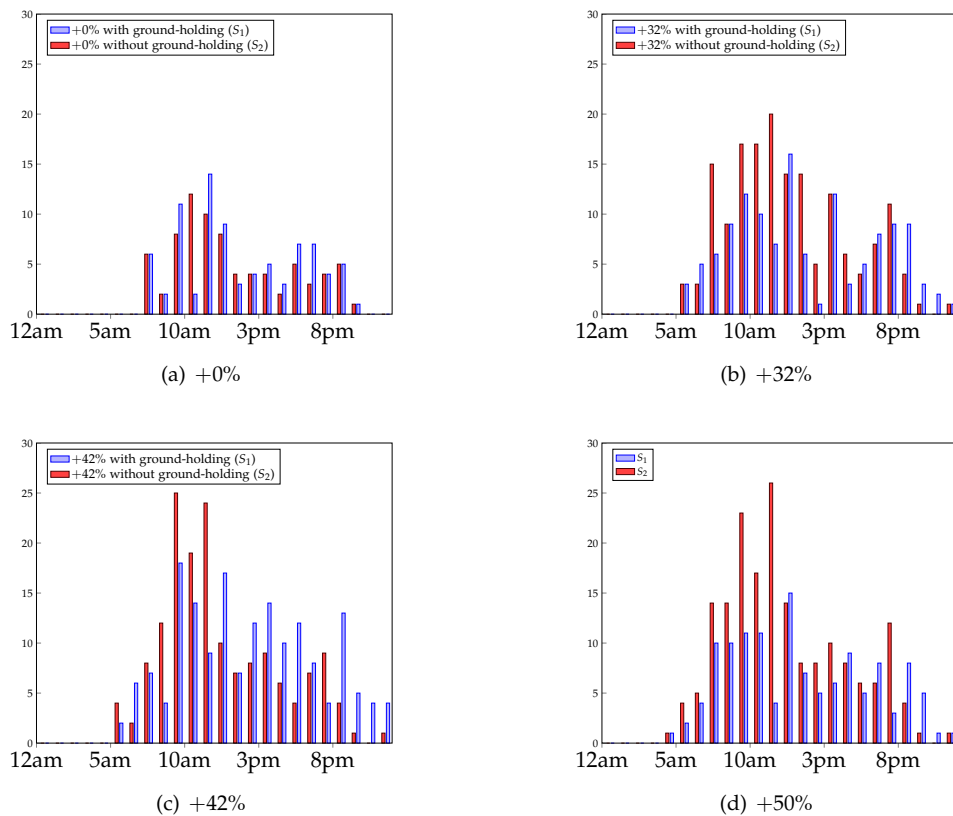 30
25
20
15
10
5
0
+0% with ground-holding (S₁)
+0% without ground-holding (S₂)
12am 5am 10am 3pm 8pm
(a) +0%
30
25
20
15
10
5
0
+32% with ground-holding (S₁)
+32% without ground-holding (S₂)
12am 5am 10am 3pm 8pm
(b) +32%
30
25
20
15
10
5
0
+42% with ground-holding (S₁)
+42% without ground-holding (S₂)
12am 5am 10am 3pm 8pm
(c) +42%
30
25
20
15
10
5
0
S₁
S₂
12am 5am 10am 3pm 8pm
(d) +50%